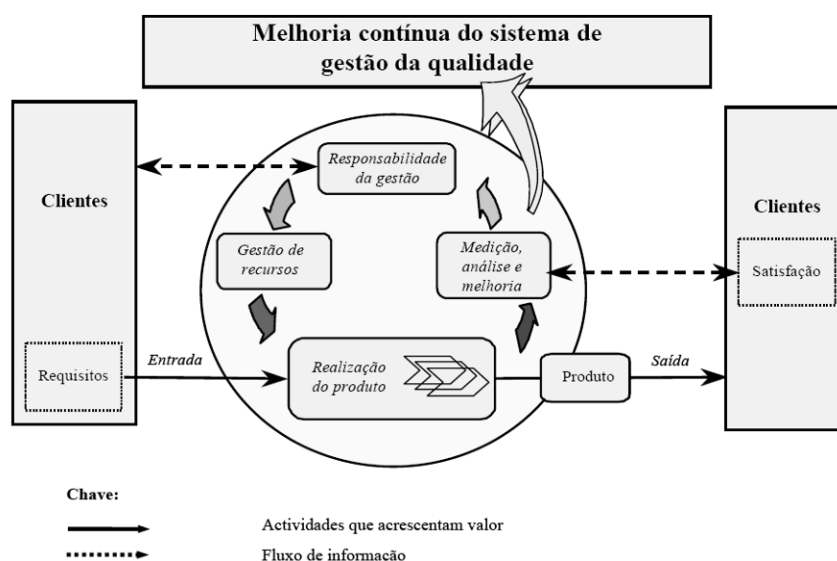 Melhoria contínua do sistema de
gestão da qualidade
Clientes
Requisitos
Entrada
Responsabilidade
da gestão
Gestão de
recursos
Medição,
análise e
melhoria
Realização
do produto
Produto
Saída
Clientes
Satisfação
Chave:
Actividades que acrescentam valor
Fluxo de informação